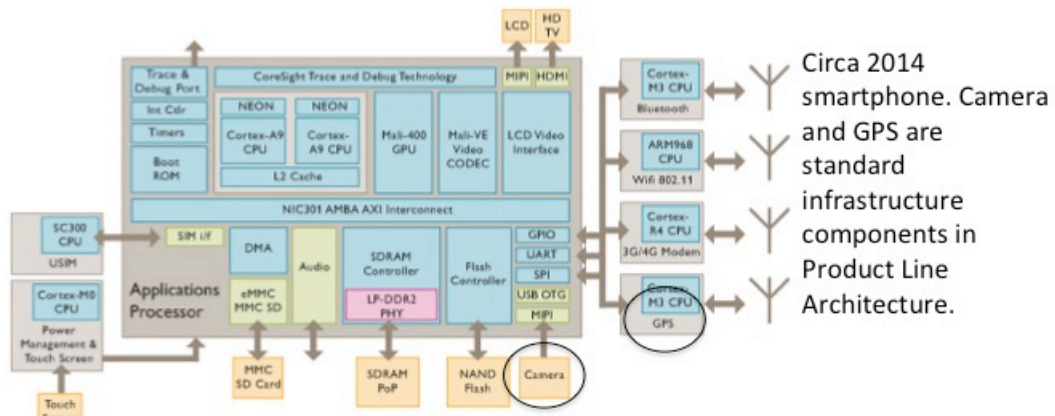 LCD
HD
TV
Trace &
Debug Port
CoreSight Trace and Debug Technology
MIPI
HDMI
Int Ctlr
Timers
Boot
ROM
NEON
Cortex-A9
CPU
NEON
Cortex-
A9 CPU
L2 Cache
Mali-400
GPU
Mali-VE
Video
CODEC
LCD Video
Interface
NIC301 AMBA AXI Interconnect
SC300
CPU
USIM
SIM i/f
DMA
eMMC
MMC SD
Audio
SDRAM
Controller
LP-DDR2
PHY
Flash
Controller
GPIO
UART
SPI
USB OTG
MIPI
Applications
Processor
Cortex-M0
CPU
Power
Management &
Touch Screen
Touch
MMC
SD Card
SDRAM
PoP
NAND
Flash
Camera
Cortex-
M3 CPU
Bluetooth
ARM968
CPU
Wifi 802.11
Cortex-
R4 CPU
3G/4G Modem
Cortex-
M3 CPU
GPS
Circa 2014
smartphone. Camera
and GPS are
standard
infrastructure
components in
Product Line
Architecture.